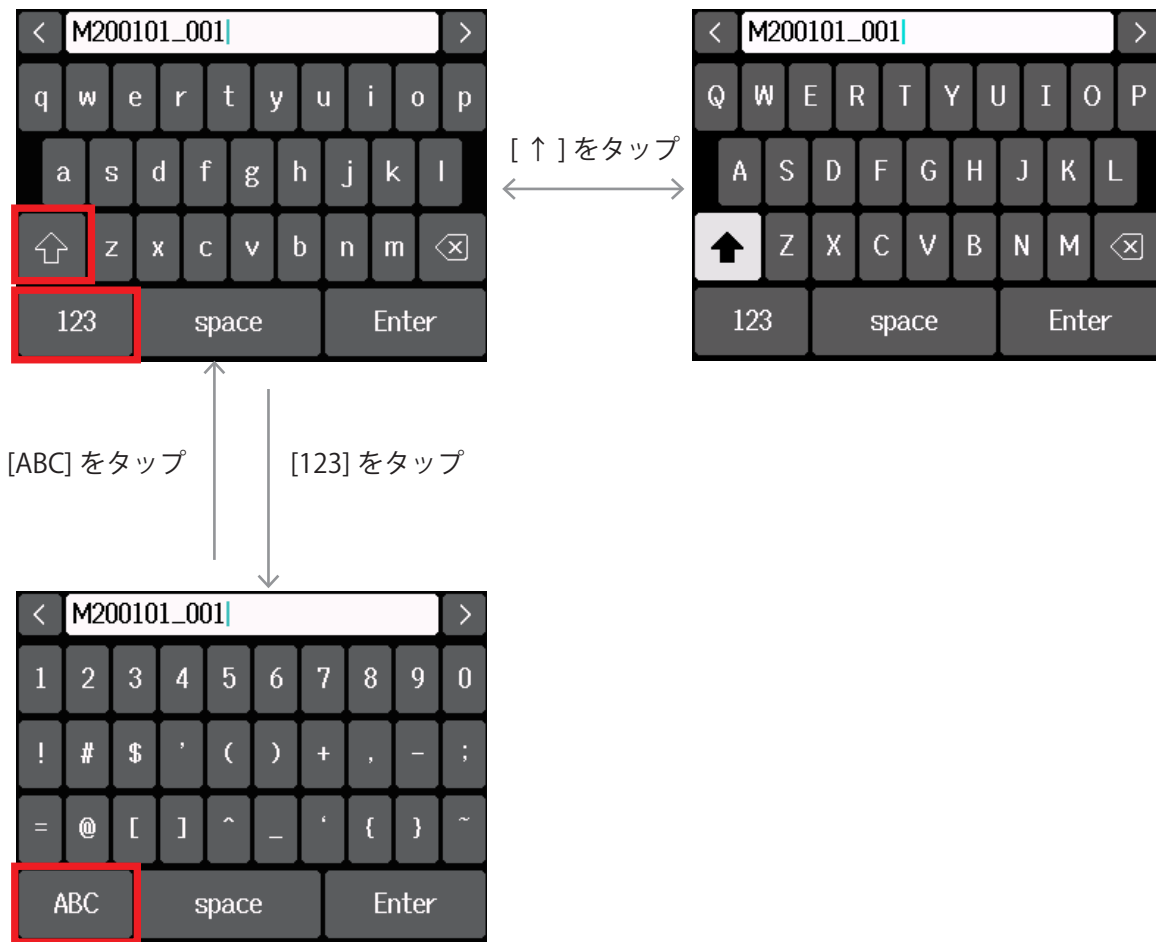 < M200101_001 >
q w e r t y u i o p
a s d f g h j k l
z x c v b n m
123 space Enter
[ ↑ ] をタップ
< M200101_001 >
Q W E R T Y U I O P
A S D F G H J K L
Z X C V B N M
123 space Enter
[ABC] をタップ
[123] をタップ
< M200101_001 >
1 2 3 4 5 6 7 8 9 0
! # $ ' ( ) + , - ;
= @ [ ] ^ _ ` { } ~
ABC space Enter